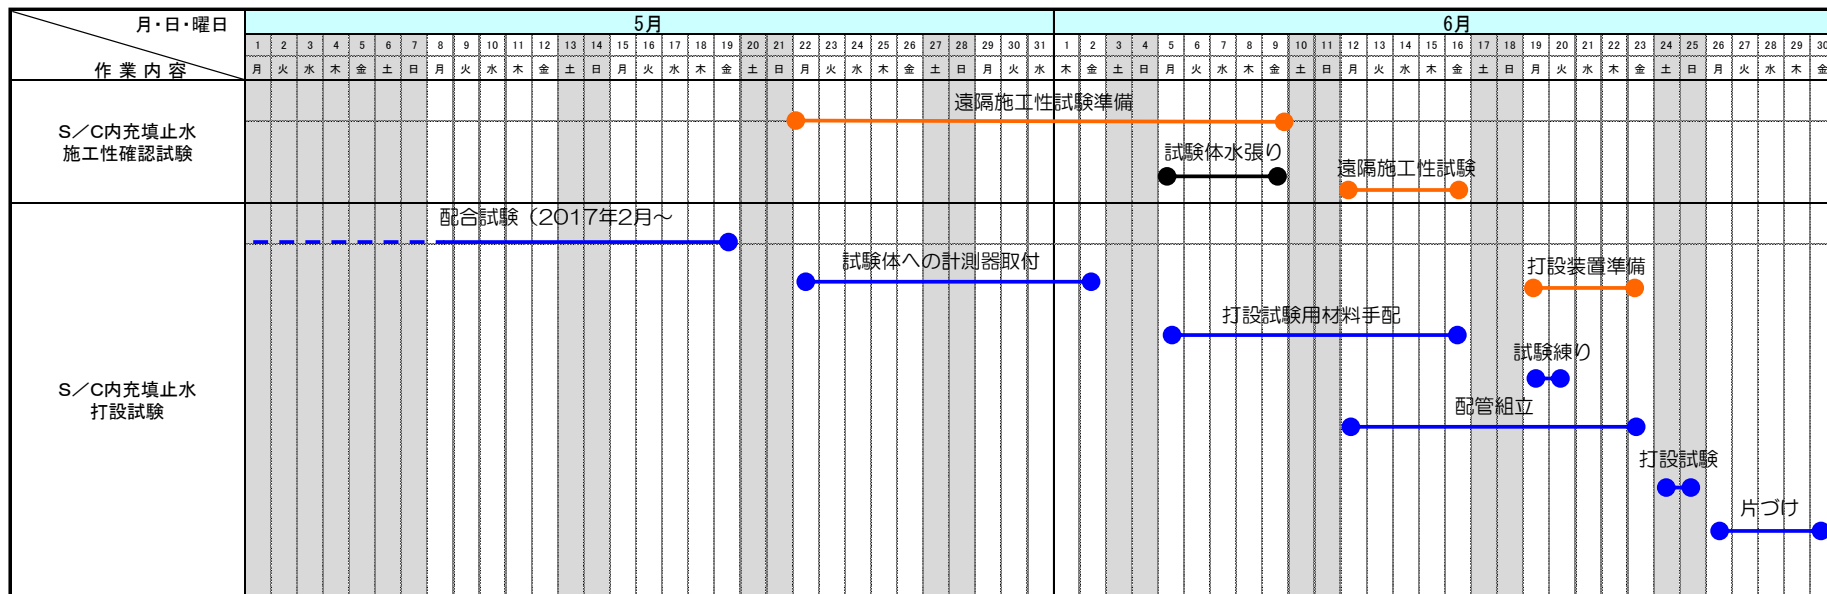 月・日・曜日
5月
6月
1 2 3 4 5 6 7 8 9 10 11 12 13 14 15 16 17 18 19 20 21 22 23 24 25 26 27 28 29 30 31 1 2 3 4 5 6 7 8 9 10 11 12 13 14 15 16 17 18 19 20 21 22 23 24 25 26 27 28 29 30
作業内容
月 火 水 木 金 土 日 月 火 水 木 金 土 日 月 火 水 木 金 土 日 月 火 水 木 金 土 日 月 火 水 木 金 土 日 月 火 水 木 金 土 日 月 火 水 木 金 土 日 月 火 水 木 金 土 日 月 火 水 木 金
S/C内充填止水
施工性確認試験
遠隔施工性試験準備
試験体水張り
遠隔施工性試験
S/C内充填止水
打設試験
配合試験(2017年2月~
試験体への計測器取付
打設装置準備
打設試験用材料手配
試験練り
配管組立
打設試験
片づけ